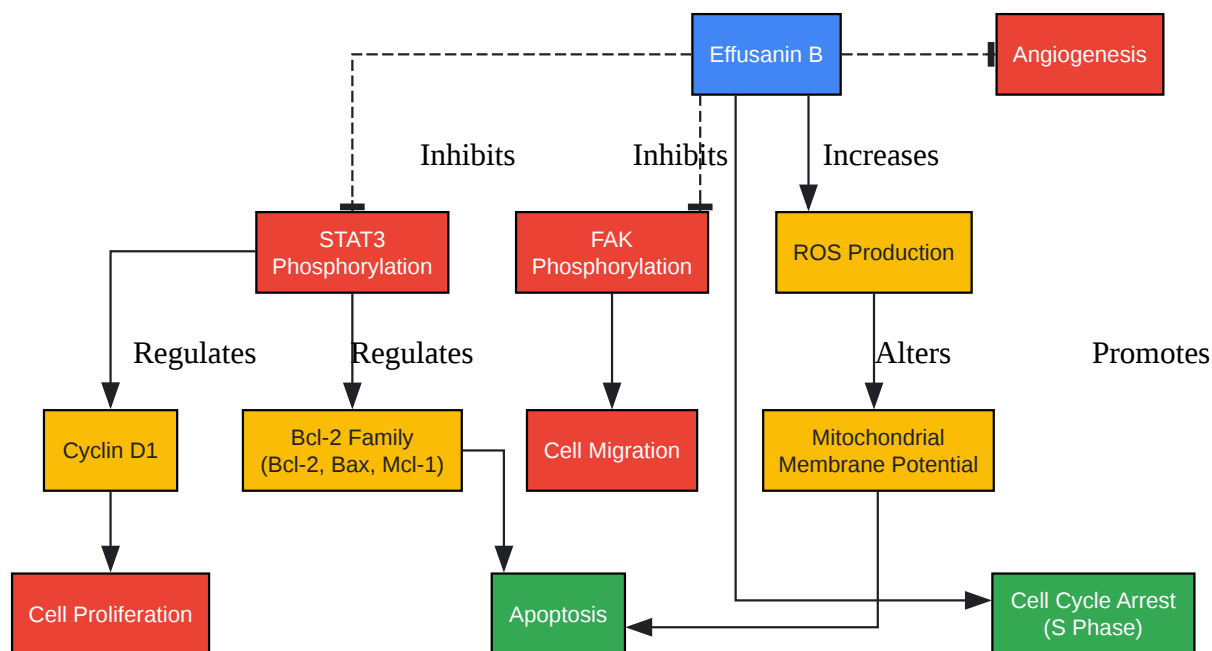 Effusanin B
Angiogenesis
Inhibits
Inhibits
Increases
STAT3
Phosphorylation
FAK
Phosphorylation
ROS Production
Regulates
Regulates
Alters
Promotes
Cyclin D1
Bcl-2 Family
(Bcl-2, Bax, Mcl-1)
Cell Migration
Mitochondrial
Membrane Potential
Cell Proliferation
Apoptosis
Cell Cycle Arrest
(S Phase)